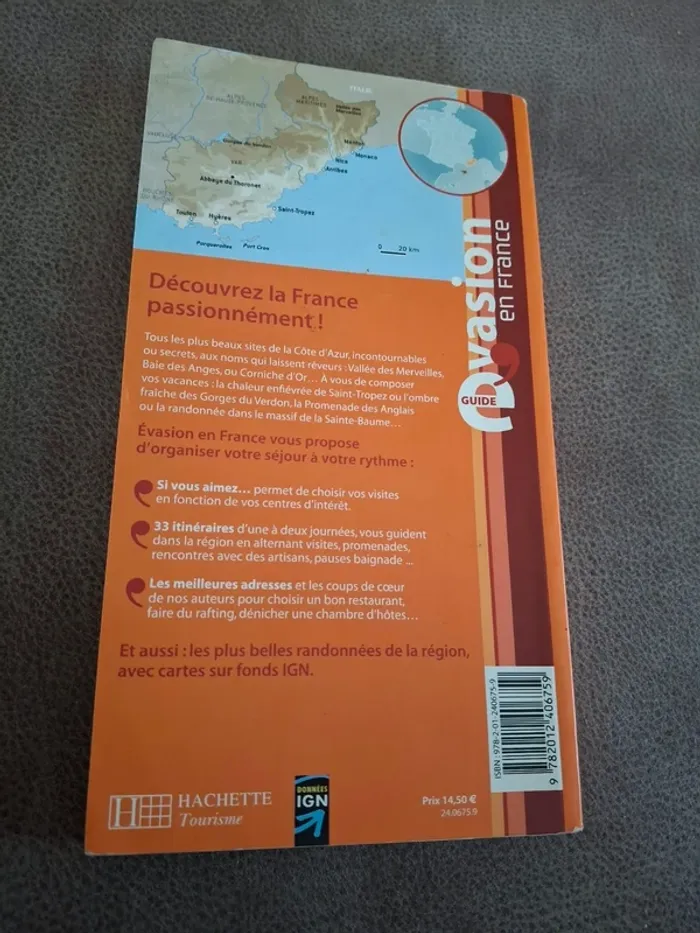 ITALIE
ALPES
DE-HAUTE-PROVENCE
ALPES
MARITIMES
Vallée des
Merveilles
VAUCLUSE
Gorges du Verdon
Menton
Monaco
Nice
Antibes
VAR
Abbaye du Thoronet
BOUCHES
DU
Saint-Tropez
Toulon
Hyères
Porquerolles
Port Cros
0 20 km
Découvrez la France
passionnément !
Tous les plus beaux sites de la Côte d'Azur, incontournables
ou secrets, aux noms qui laissent rêveurs : Vallée des Merveilles,
Baie des Anges, ou Corniche d'Or... À vous de composer
vos vacances : la chaleur enfiévrée de Saint-Tropez ou l'ombre
fraîche des Gorges du Verdon, la Promenade des Anglais
ou la randonnée dans le massif de la Sainte-Baume...
Évasion en France vous propose
d'organiser votre séjour à votre rythme :
Si vous aimez... permet de choisir vos visites
en fonction de vos centres d'intérêt.
33 itinéraires d'une à deux journées, vous guident
dans la région en alternant visites, promenades,
rencontres avec des artisans, pauses baignade ...
Les meilleures adresses et les coups de cœur
de nos auteurs pour choisir un bon restaurant,
faire du rafting, dénicher une chambre d'hôtes...
Et aussi : les plus belles randonnées de la région,
avec cartes sur fonds IGN.
H HACHETTE
Tourisme
DONNÉES
IGN
Prix 14,50 €
24.0675.9
GUIDE
evasion
en France
ISBN : 978-2-01-240675-9
9 782012 406759